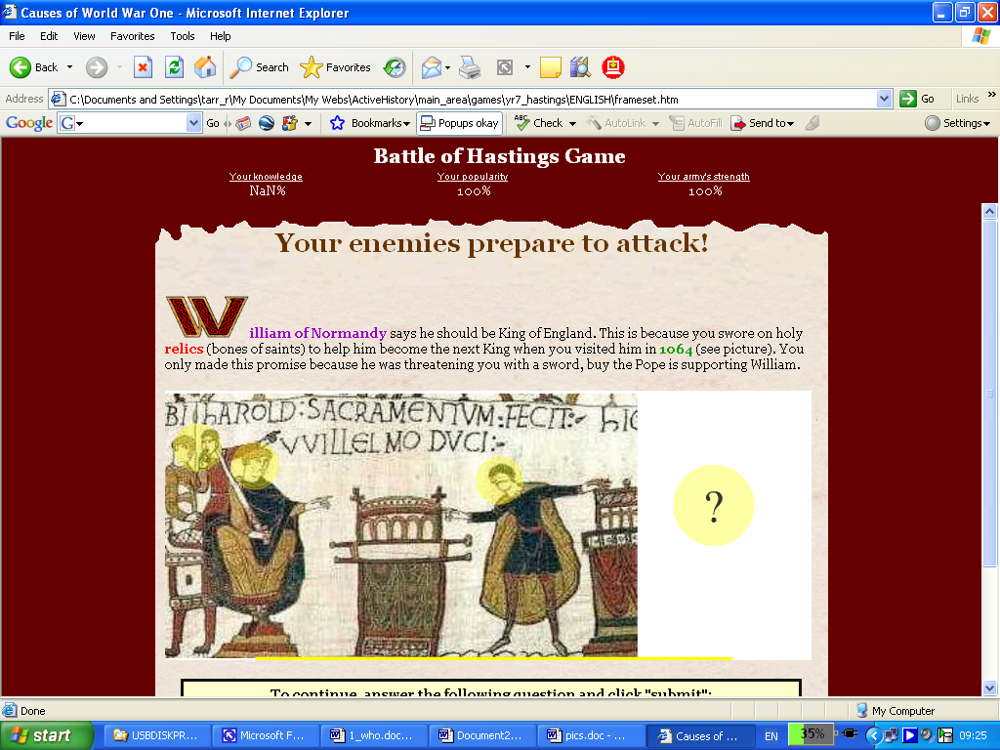 Causes of World War One - Microsoft Internet Explorer
File Edit View Favorites Tools Help
Back Search Favorites
Address C:\Documents and Settings\tarr_r\My Documents\My Webs\ActiveHistory\main_area\games\yr7_hastings\ENGLISH\frameset.htm Go Links »
Google G Go Bookmarks Popups okay ABC Check AutoLink AutoFill Send to Settings
Battle of Hastings Game
Your knowledge Your popularity Your army's strength
NaN% 100% 100%
Your enemies prepare to attack!
William of Normandy says he should be King of England. This is because you swore on holy
relics (bones of saints) to help him become the next King when you visited him in 1064 (see picture). You
only made this promise because he was threatening you with a sword, buy the Pope is supporting William.
HAROLD: SACRAMENTVM: FECIT:- hIC
VVILLELMO DVCI:-
?
To continue, answer the following question and click "submit":
Done My Computer
start USBDISKPR... Microsoft F... 1_who.doc... Document2... pics.doc - ... Causes of ... EN 35% 09:25